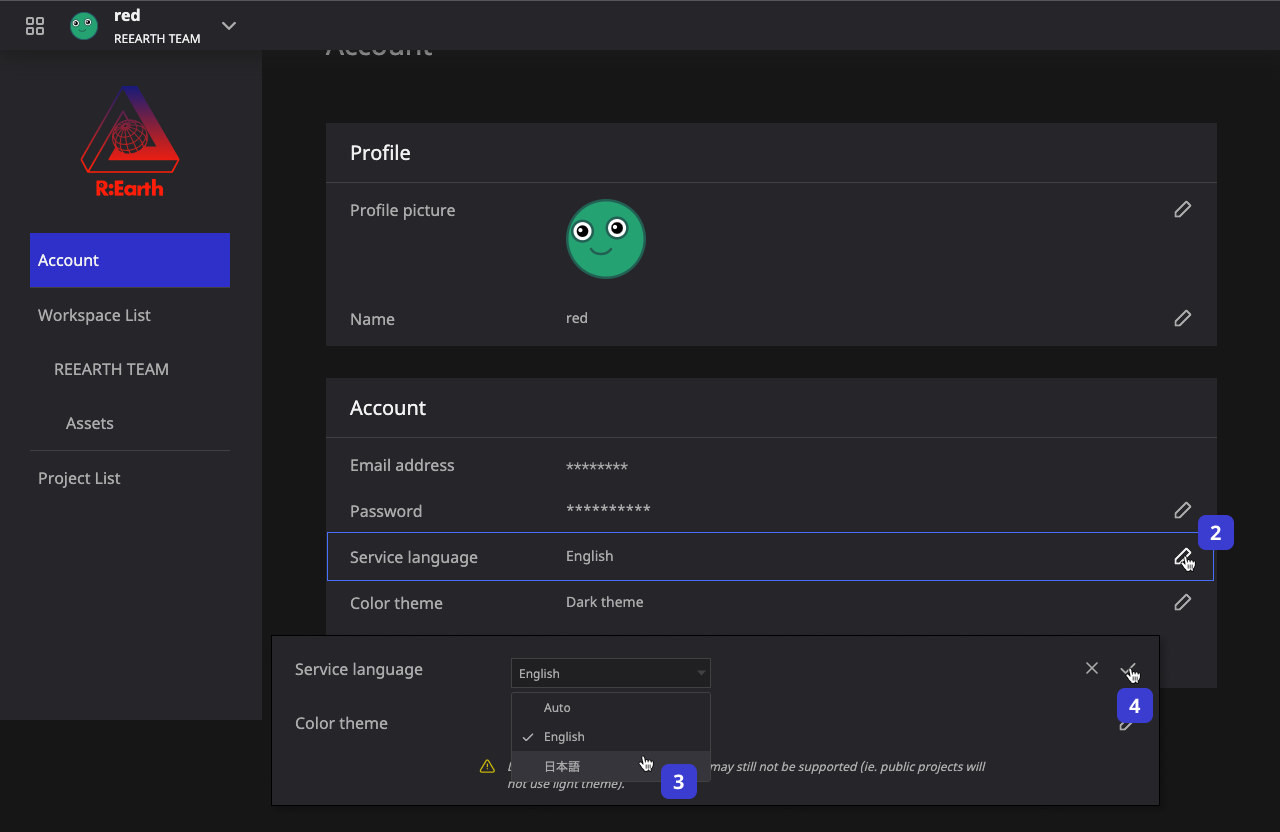 red
REEARTH TEAM
Account
R:Earth
Account
Workspace List
REEARTH TEAM
Assets
Project List
Profile
Profile picture
Name
red
Account
Email address
********
Password
**********
2
Service language
English
Color theme
Dark theme
Service language
English
Auto
English
日本語
4
Color theme
3
may still not be supported (ie. public projects will
not use light theme).